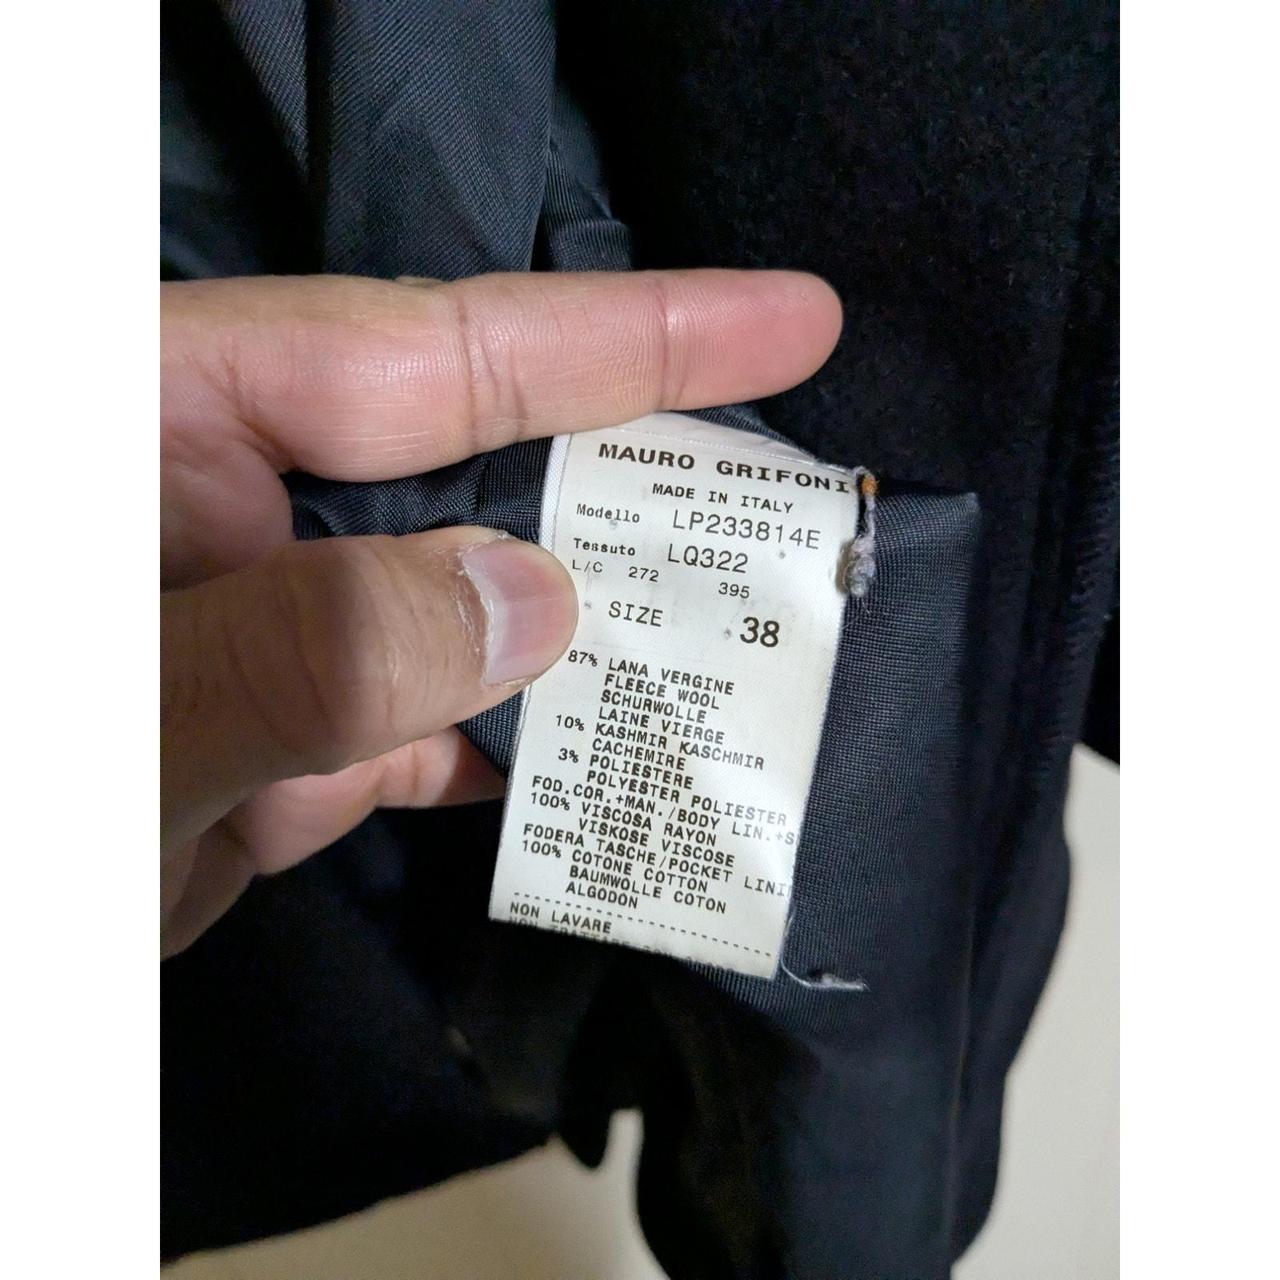 MAURO GRIFONI
MADE IN ITALY
Modello LP233814E
Tessuto LQ322
L/C 272 395
SIZE 38
87% LANA VERGINE
FLEECE WOOL
SCHURWOLLE
LAINE VIERGE
10% KASHMIR KASCHMIR
CACHEMIRE
3% POLIESTERE
POLYESTER POLIESTER
FOD.COR.+MAN./BODY LIN.+S
100% VISCOSA RAYON
VISKOSE VISCOSE
FODERA TASCHE/POCKET LINI
100% COTONE COTTON
BAUMWOLLE COTON
ALGODON
NON LAVARE
NON